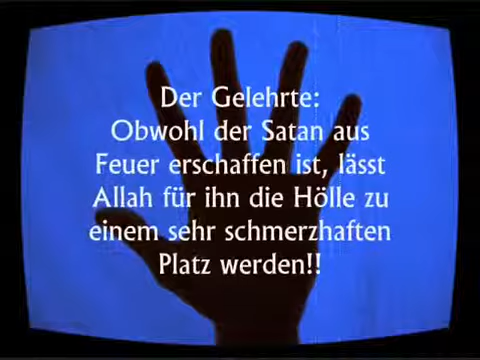 Der Gelehrte:
Obwohl der Satan aus
Feuer erschaffen ist, lässt
Allah für ihn die Hölle zu
einem sehr schmerzhaften
Platz werden!!